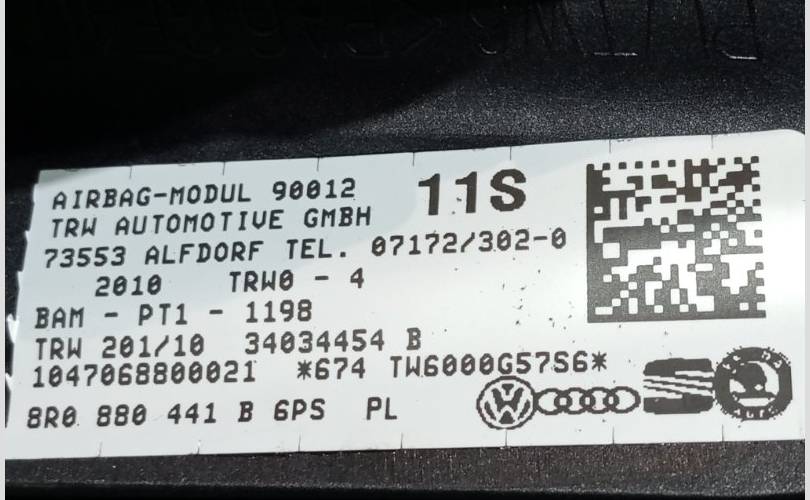 AIRBAG-MODUL 90012
11S
TRW AUTOMOTIVE GMBH
73553 ALFDORF TEL. 07172/302-0
2010 TRW0 - 4
BAM - PT1 - 1198
TRW 201/10 34034454 B
1047068800021 *674 TW6000G57S6*
8R0 880 441 B 6PS PL